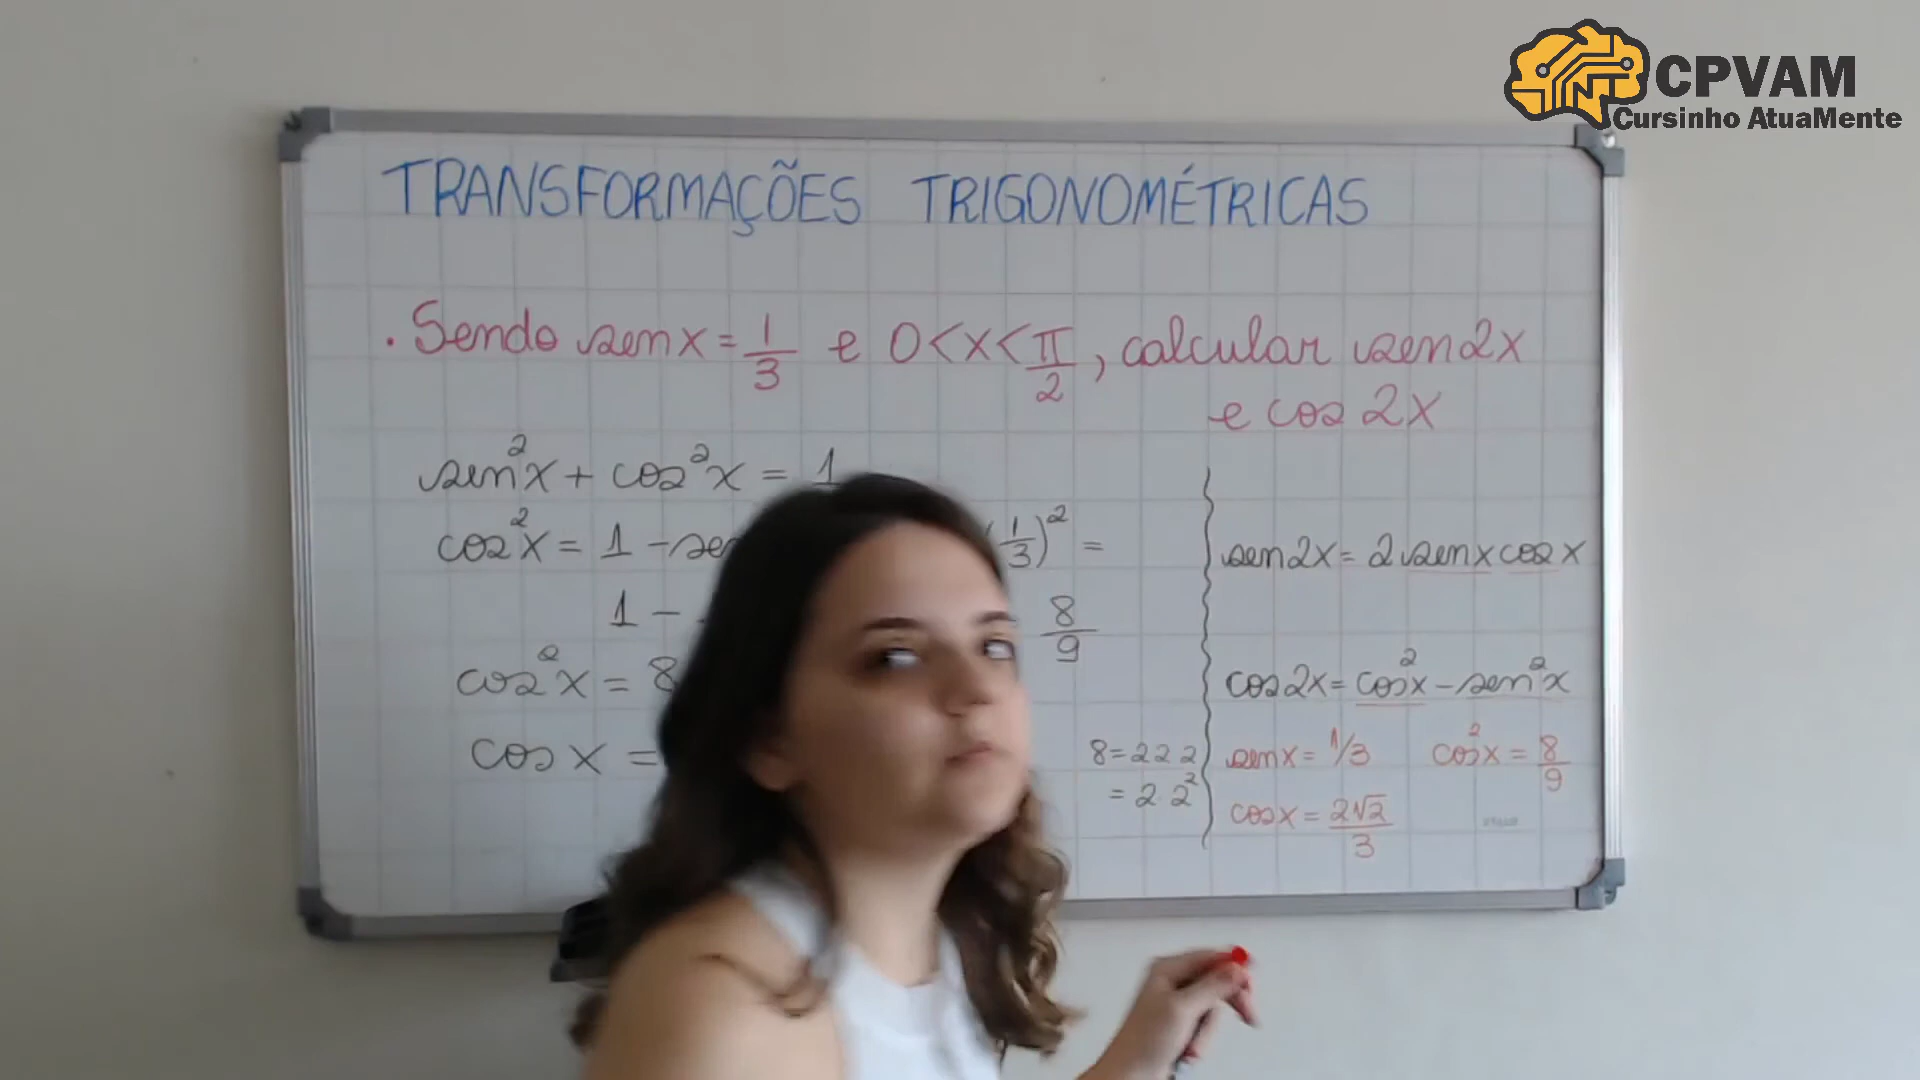 CPVAM
Cursinho AtuaMente
TRANSFORMAÇÕES TRIGONOMÉTRICAS
. Sendo sen x = 1/3 e 0 < x < π/2, calcular sen 2x
e cos 2x
sen²x + cos²x = 1
cos²x = 1 - sen (1/3)² =
1 - 8/9
cos²x = 8
cos x =
8 = 2 2 2
= 2 2²
sen 2x = 2 sen x cos x
cos 2x = cos²x - sen²x
sen x = 1/3 cos²x = 8/9
cos x = 2√2/3